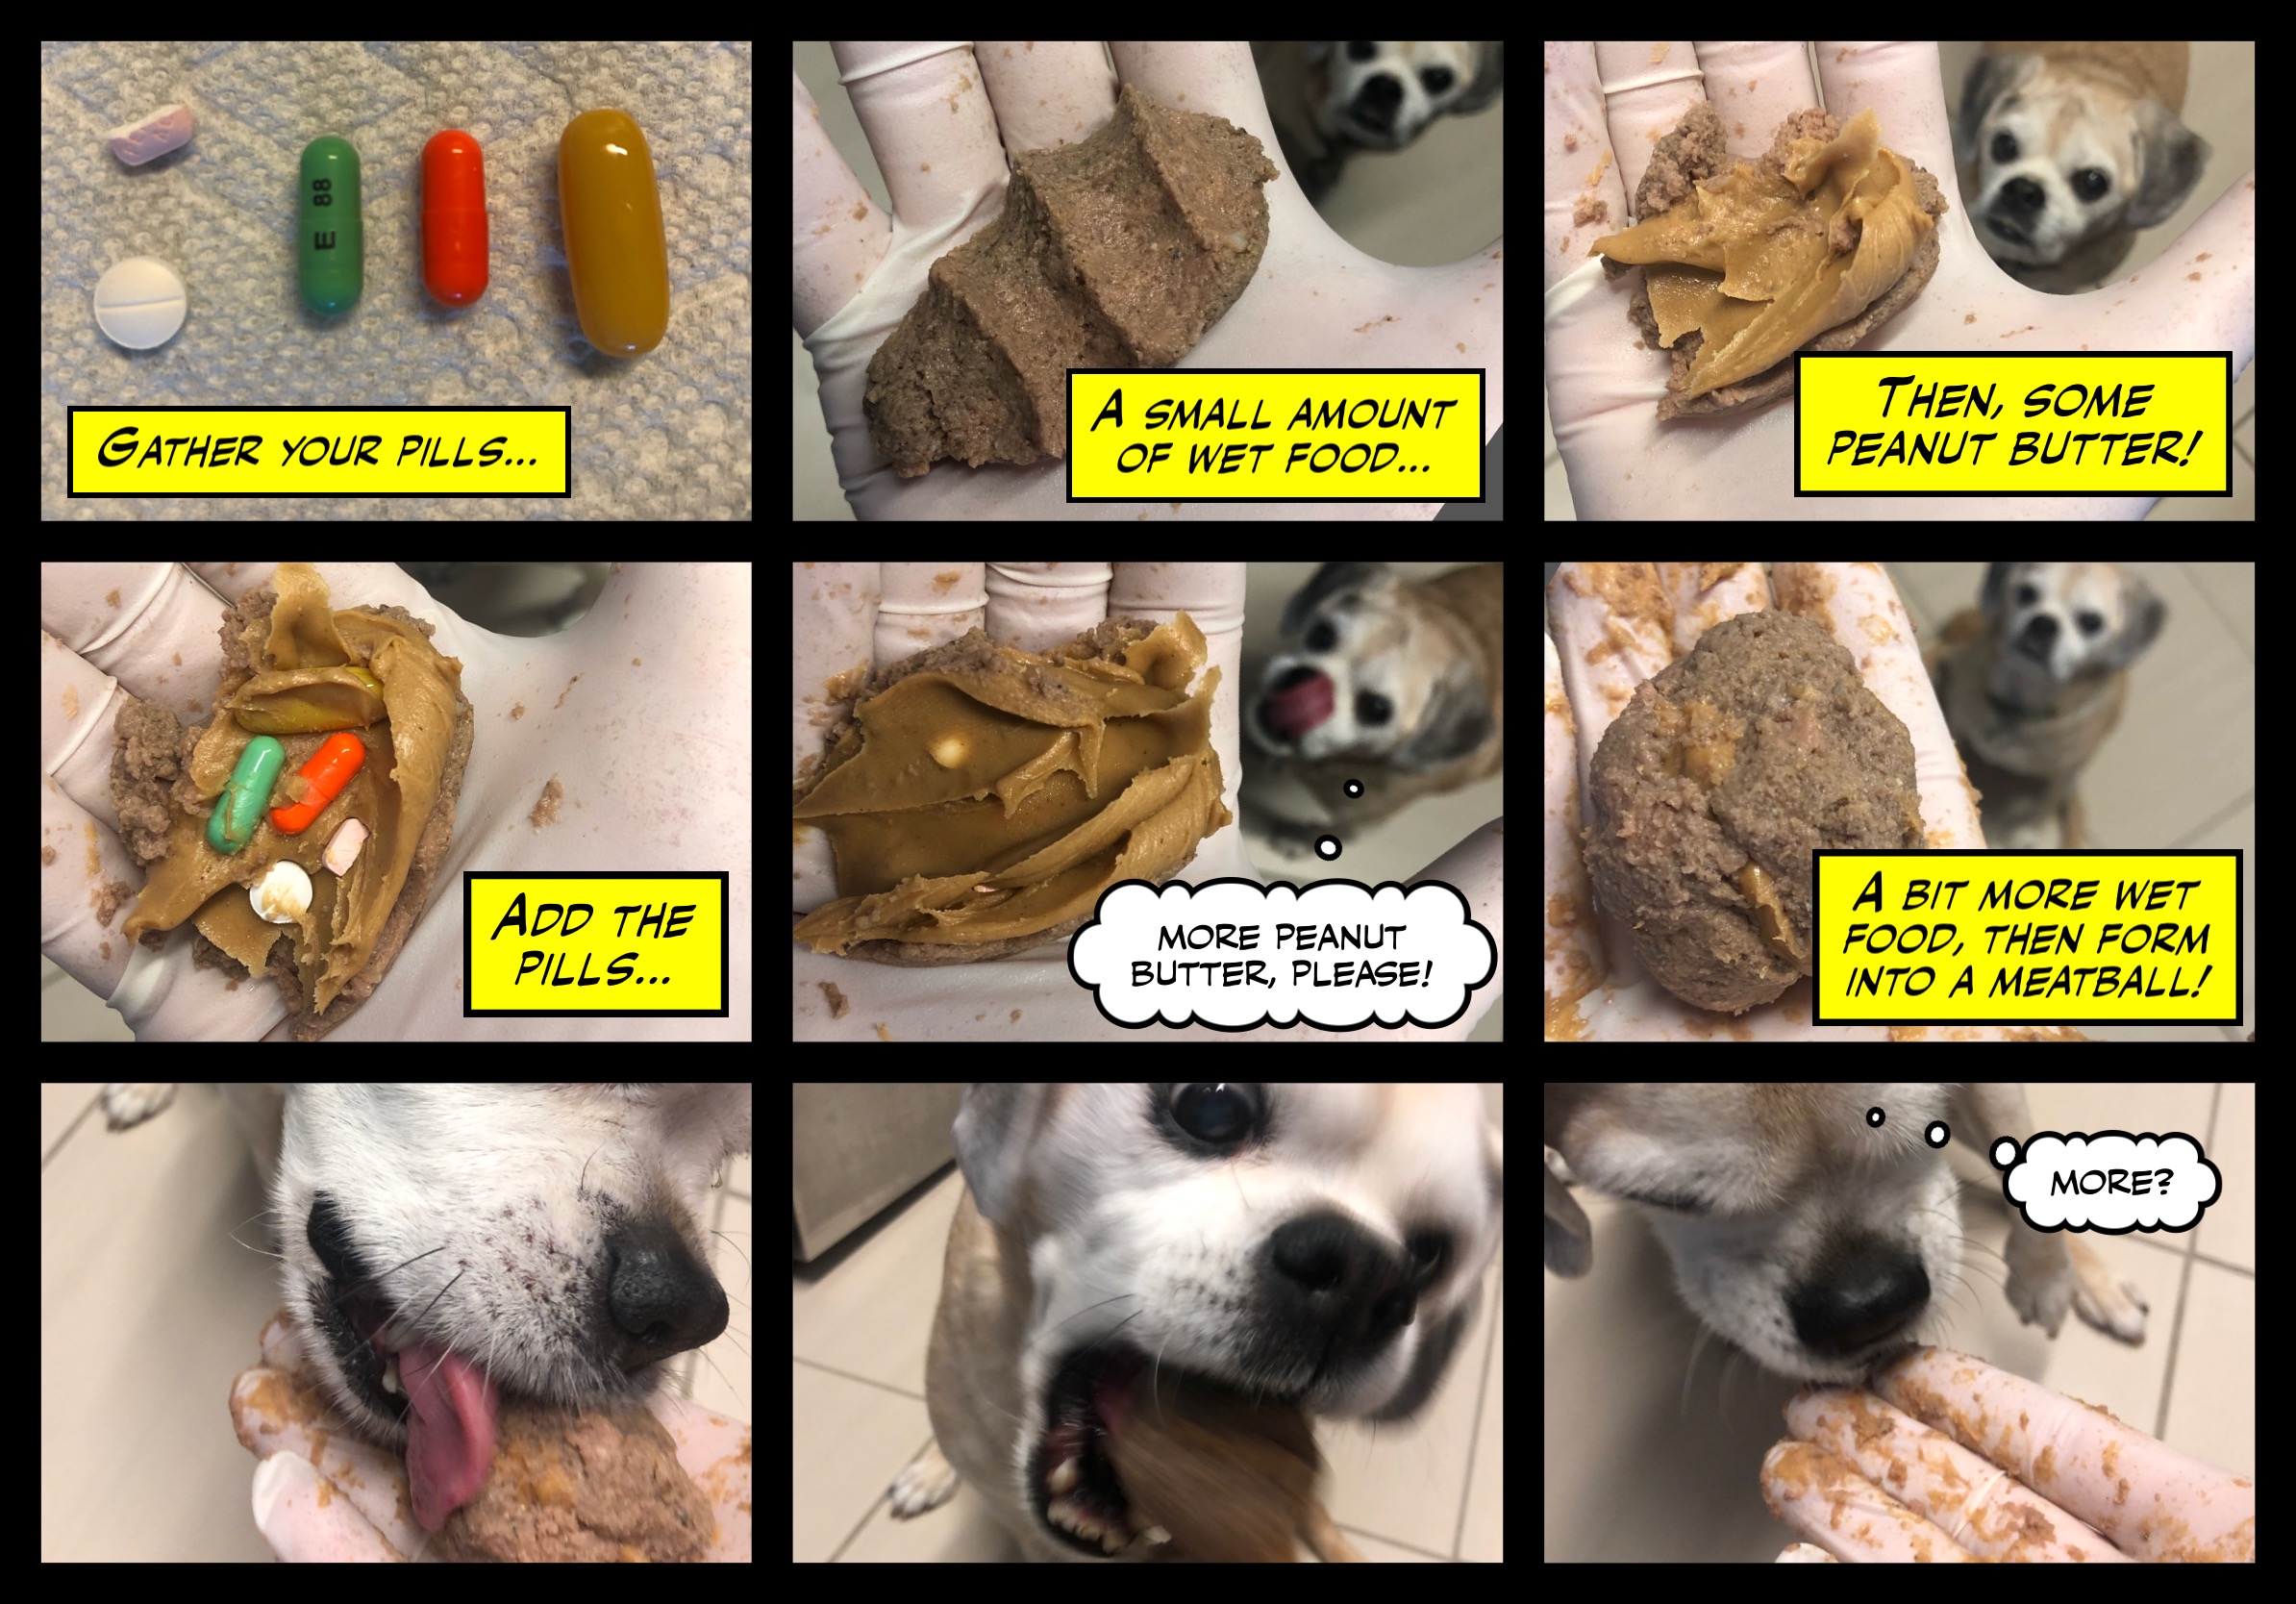 E 88
GATHER YOUR PILLS...
A SMALL AMOUNT
OF WET FOOD...
THEN, SOME
PEANUT BUTTER!
ADD THE
PILLS...
MORE PEANUT
BUTTER, PLEASE!
A BIT MORE WET
FOOD, THEN FORM
INTO A MEATBALL!
MORE?